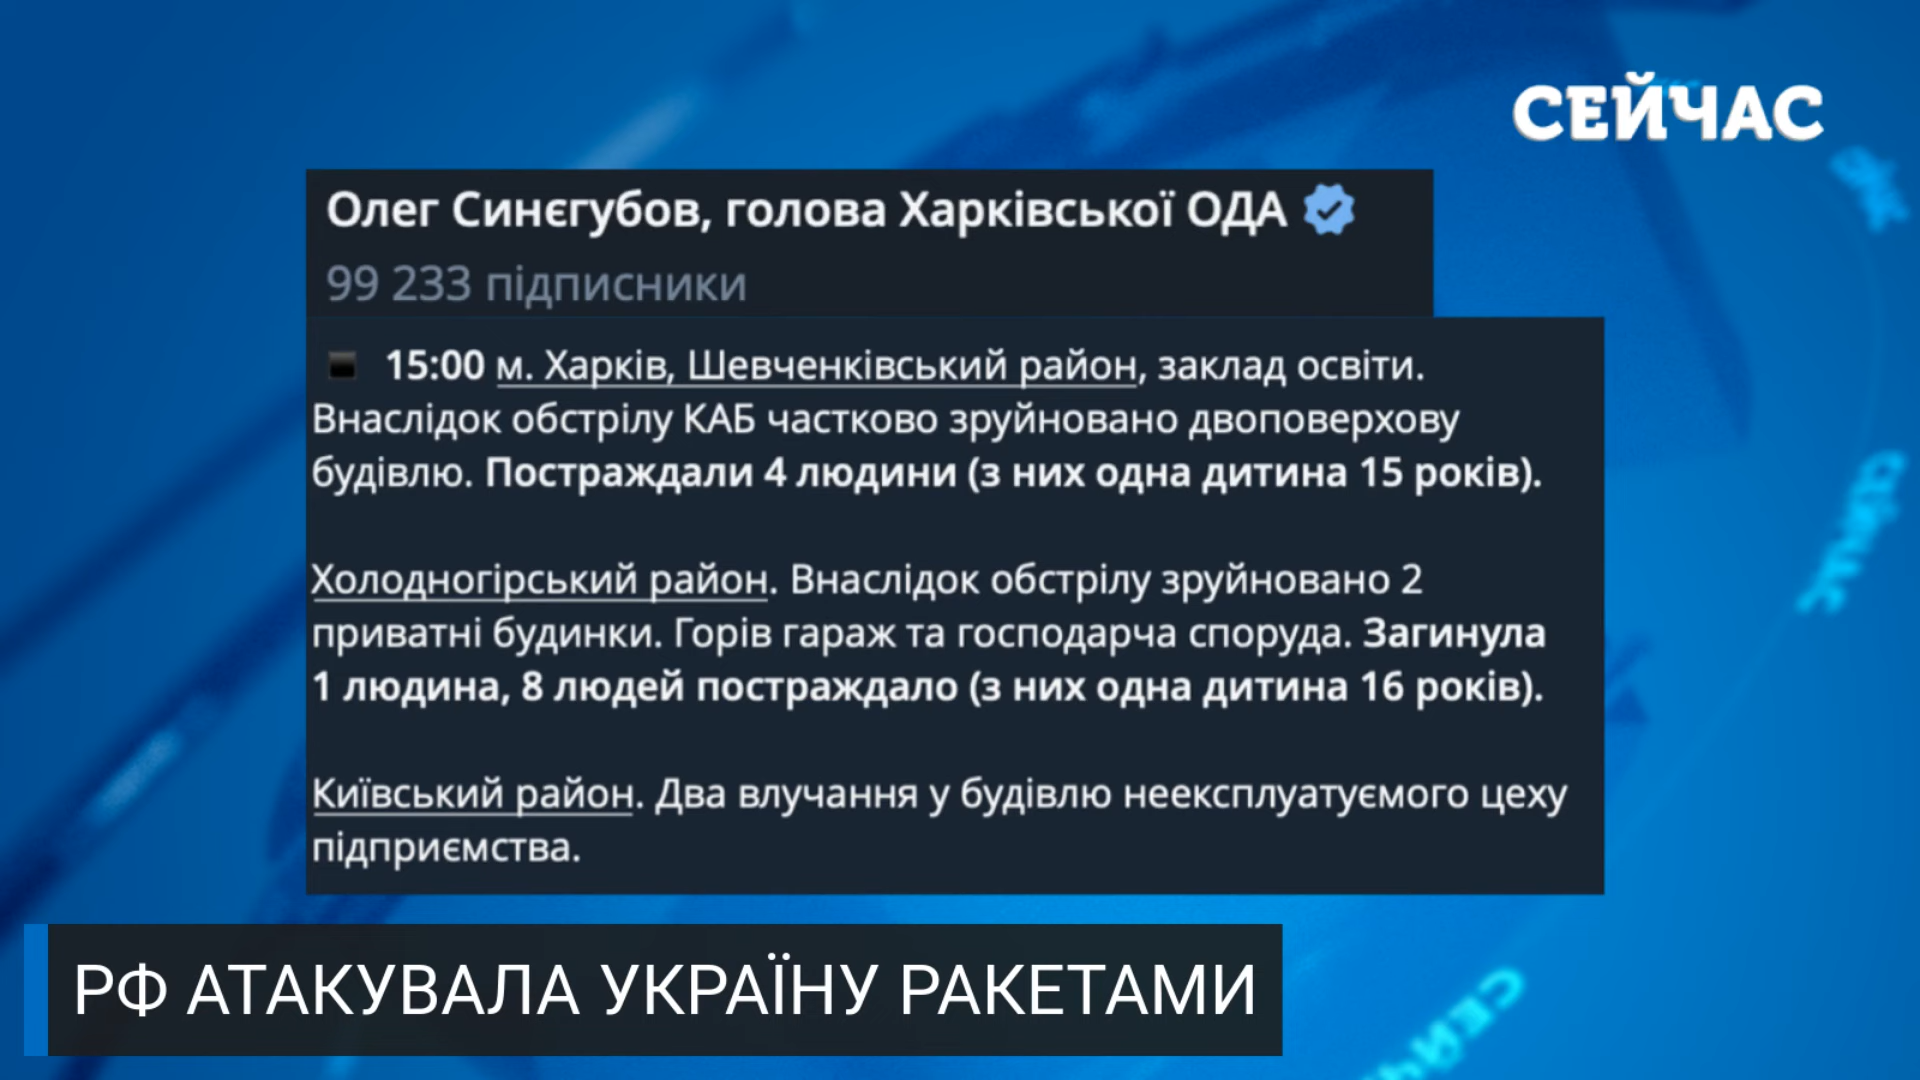 СЕЙЧАС
Олег Синєгубов, голова Харківської ОДА
99 233 підписники
15:00 м. Харків, Шевченківський район, заклад освіти.
Внаслідок обстрілу КАБ частково зруйновано двоповерхову
будівлю. Постраждали 4 людини (з них одна дитина 15 років).
Холодногірський район. Внаслідок обстрілу зруйновано 2
приватні будинки. Горів гараж та господарча споруда. Загинула
1 людина, 8 людей постраждало (з них одна дитина 16 років).
Київський район. Два влучання у будівлю неексплуатуємого цеху
підприємства.
РФ АТАКУВАЛА УКРАЇНУ РАКЕТАМИ